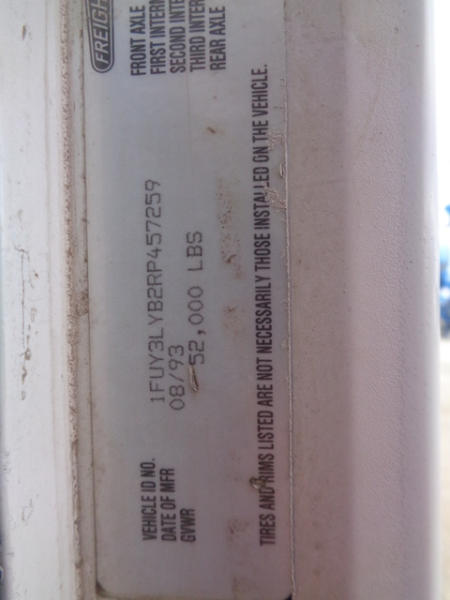 VEHICLE ID NO. 1FUY3LYB2RP457259
DATE OF MFR 08/93
GVWR 52,000 LBS
FREIGH
FRONT AXLE
FIRST INTERM
SECOND INTE
THIRD INTER
REAR AXLE
TIRES AND RIMS LISTED ARE NOT NECESSARILY THOSE INSTALLED ON THE VEHICLE.